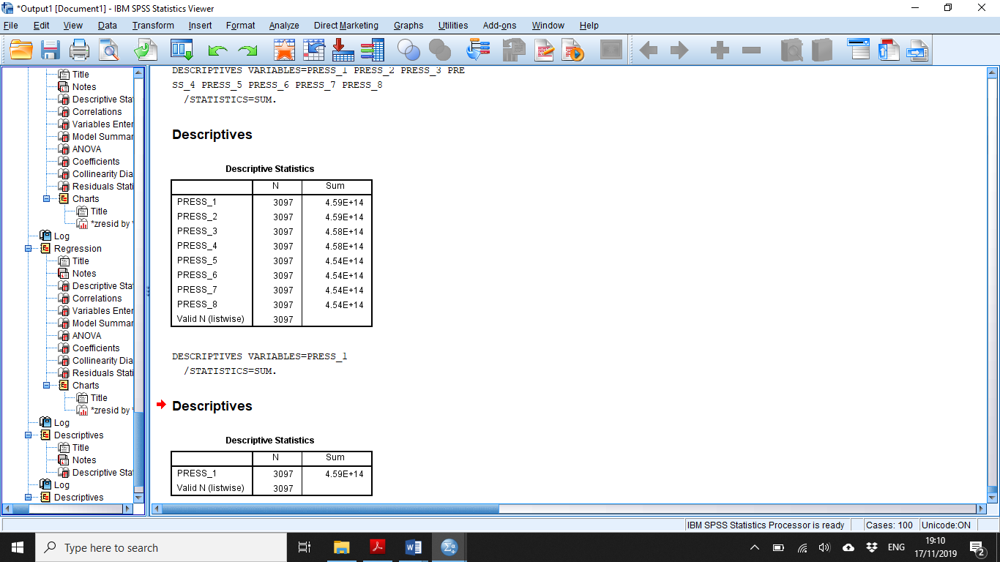 *Output1 [Document1] - IBM SPSS Statistics Viewer
File Edit View Data Transform Insert Format Analyze Direct Marketing Graphs Utilities Add-ons Window Help
Title
Notes
Descriptive Sta
Correlations
Variables Enter
Model Summar
ANOVA
Coefficients
Collinearity Dia
Residuals Stati
Charts
Title
*zresid by *
Log
Regression
Title
Notes
Descriptive Sta
Correlations
Variables Enter
Model Summar
ANOVA
Coefficients
Collinearity Dia
Residuals Stati
Charts
Title
*zresid by *
Log
Descriptives
Title
Notes
Descriptive Sta
Log
Descriptives
DESCRIPTIVES VARIABLES=PRESS_1 PRESS_2 PRESS_3 PRE
SS_4 PRESS_5 PRESS_6 PRESS_7 PRESS_8
/STATISTICS=SUM.
Descriptives
Descriptive Statistics
N Sum
PRESS_1 3097 4.59E+14
PRESS_2 3097 4.59E+14
PRESS_3 3097 4.58E+14
PRESS_4 3097 4.58E+14
PRESS_5 3097 4.54E+14
PRESS_6 3097 4.54E+14
PRESS_7 3097 4.54E+14
PRESS_8 3097 4.54E+14
Valid N (listwise) 3097
DESCRIPTIVES VARIABLES=PRESS_1
/STATISTICS=SUM.
Descriptives
Descriptive Statistics
N Sum
PRESS_1 3097 4.59E+14
Valid N (listwise) 3097
IBM SPSS Statistics Processor is ready Cases: 100 Unicode:ON
Type here to search
ENG
19:10
17/11/2019
2